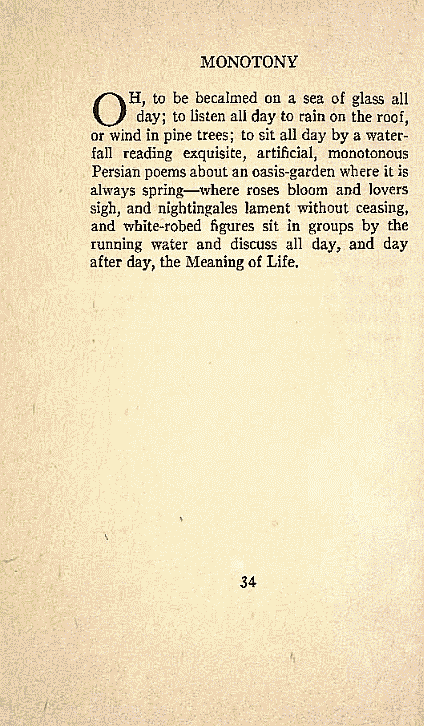 MONOTONY
OH, to be becalmed on a sea of glass all
day; to listen all day to rain on the roof,
or wind in pine trees; to sit all day by a water-
fall reading exquisite, artificial, monotonous
Persian poems about an oasis-garden where it is
always spring—where roses bloom and lovers
sigh, and nightingales lament without ceasing,
and white-robed figures sit in groups by the
running water and discuss all day, and day
after day, the Meaning of Life.
34